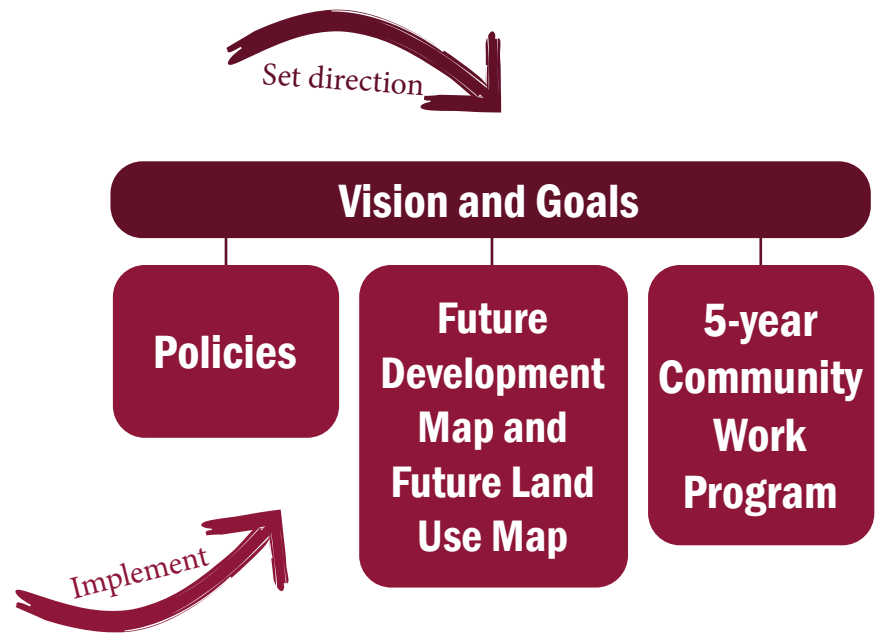 Set direction
Vision and Goals
Policies
Future
Development
Map and
Future Land
Use Map
5-year
Community
Work
Program
Implement